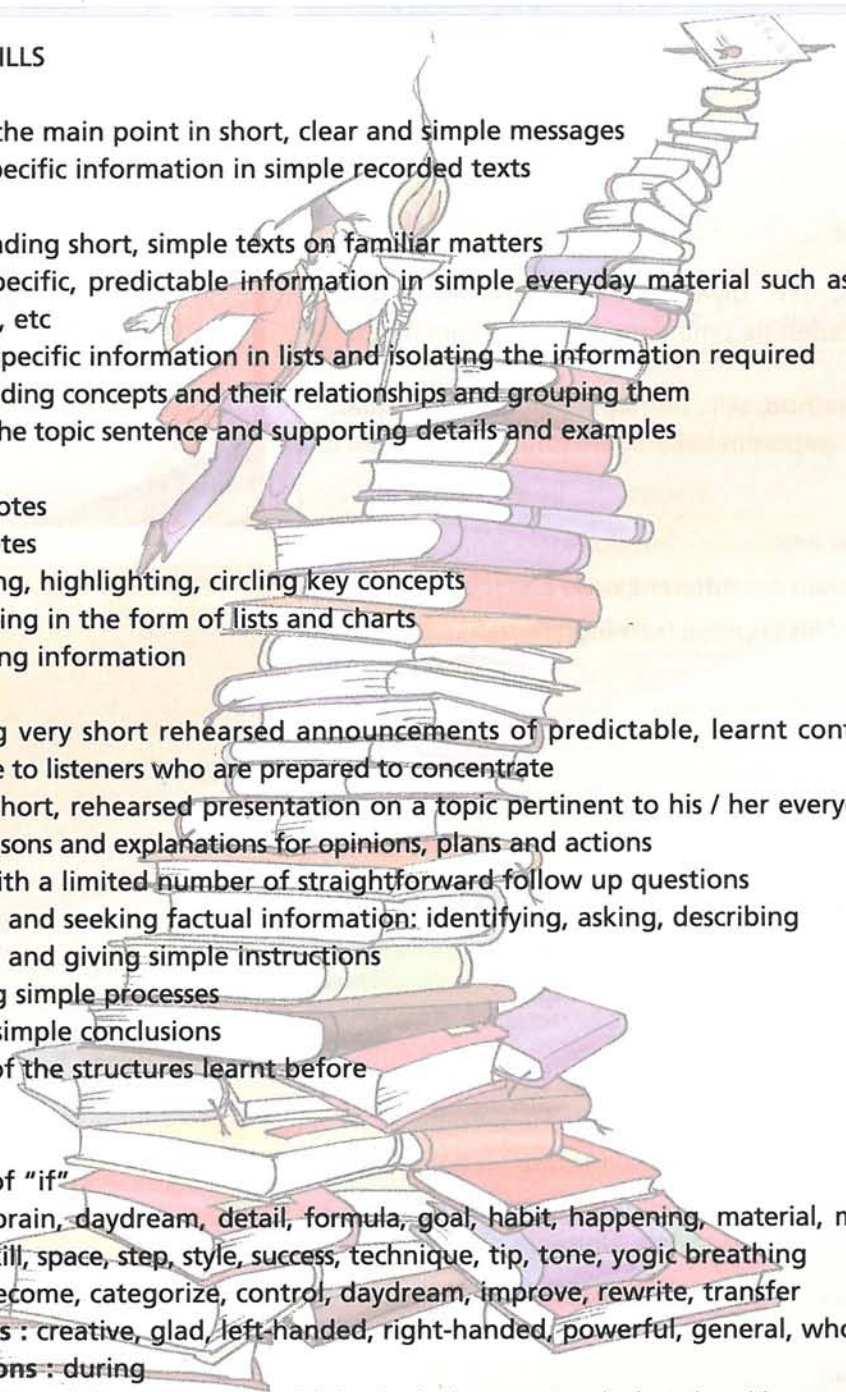 ILLS
the main point in short, clear and simple messages
pecific information in simple recorded texts
nding short, simple texts on familiar matters
pecific, predictable information in simple everyday material such as
, etc
pecific information in lists and isolating the information required
ding concepts and their relationships and grouping them
he topic sentence and supporting details and examples
otes
tes
ng, highlighting, circling key concepts
ing in the form of lists and charts
ng information
g very short rehearsed announcements of predictable, learnt cont
e to listeners who are prepared to concentrate
hort, rehearsed presentation on a topic pertinent to his / her every
sons and explanations for opinions, plans and actions
ith a limited number of straightforward follow up questions
and seeking factual information: identifying, asking, describing
and giving simple instructions
g simple processes
simple conclusions
of the structures learnt before
of "if"
brain, daydream, detail, formula, goal, habit, happening, material, m
ill, space, step, style, success, technique, tip, tone, yogic breathing
ecome, categorize, control, daydream, improve, rewrite, transfer
s : creative, glad, left-handed, right-handed, powerful, general, who
ons : during